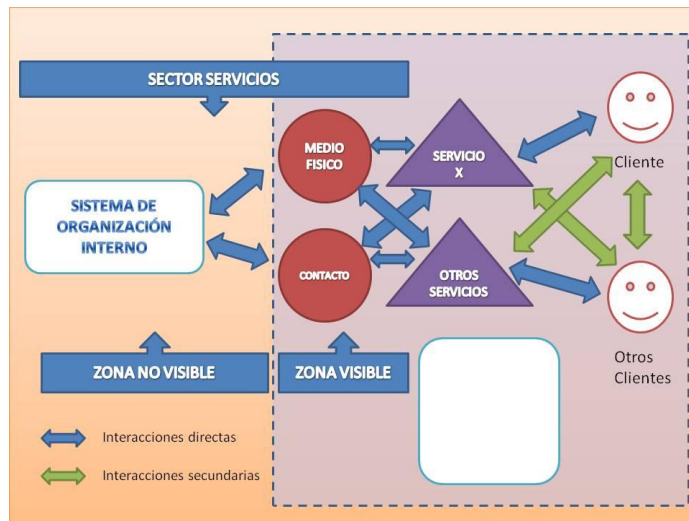 SECTOR SERVICIOS
MEDIO
FISICO
SERVICIO
X
Cliente
SISTEMA DE
ORGANIZACIÓN
INTERNO
CONTACTO
OTROS
SERVICIOS
ZONA NO VISIBLE
ZONA VISIBLE
Otros
Clientes
Interacciones directas
Interacciones secundarias